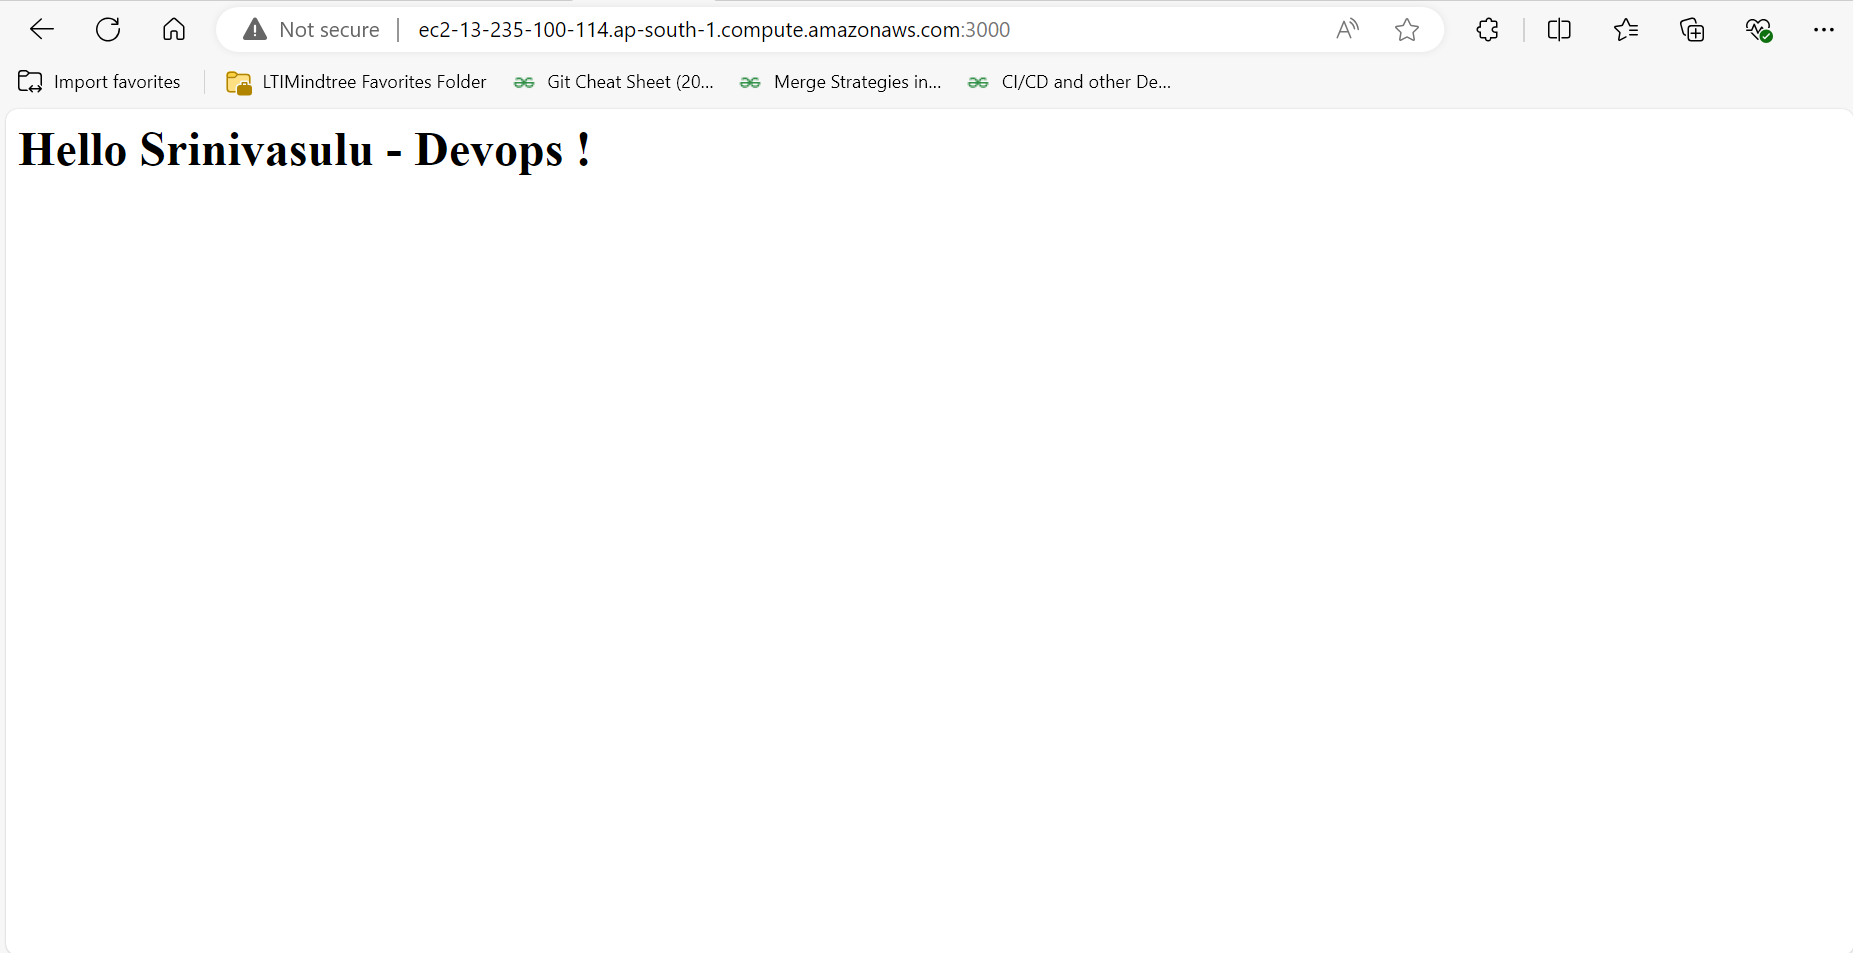 Not secure | ec2-13-235-100-114.ap-south-1.compute.amazonaws.com:3000
Import favorites LTIMindtree Favorites Folder Git Cheat Sheet (20... Merge Strategies in... CI/CD and other De...
Hello Srinivasulu - Devops !